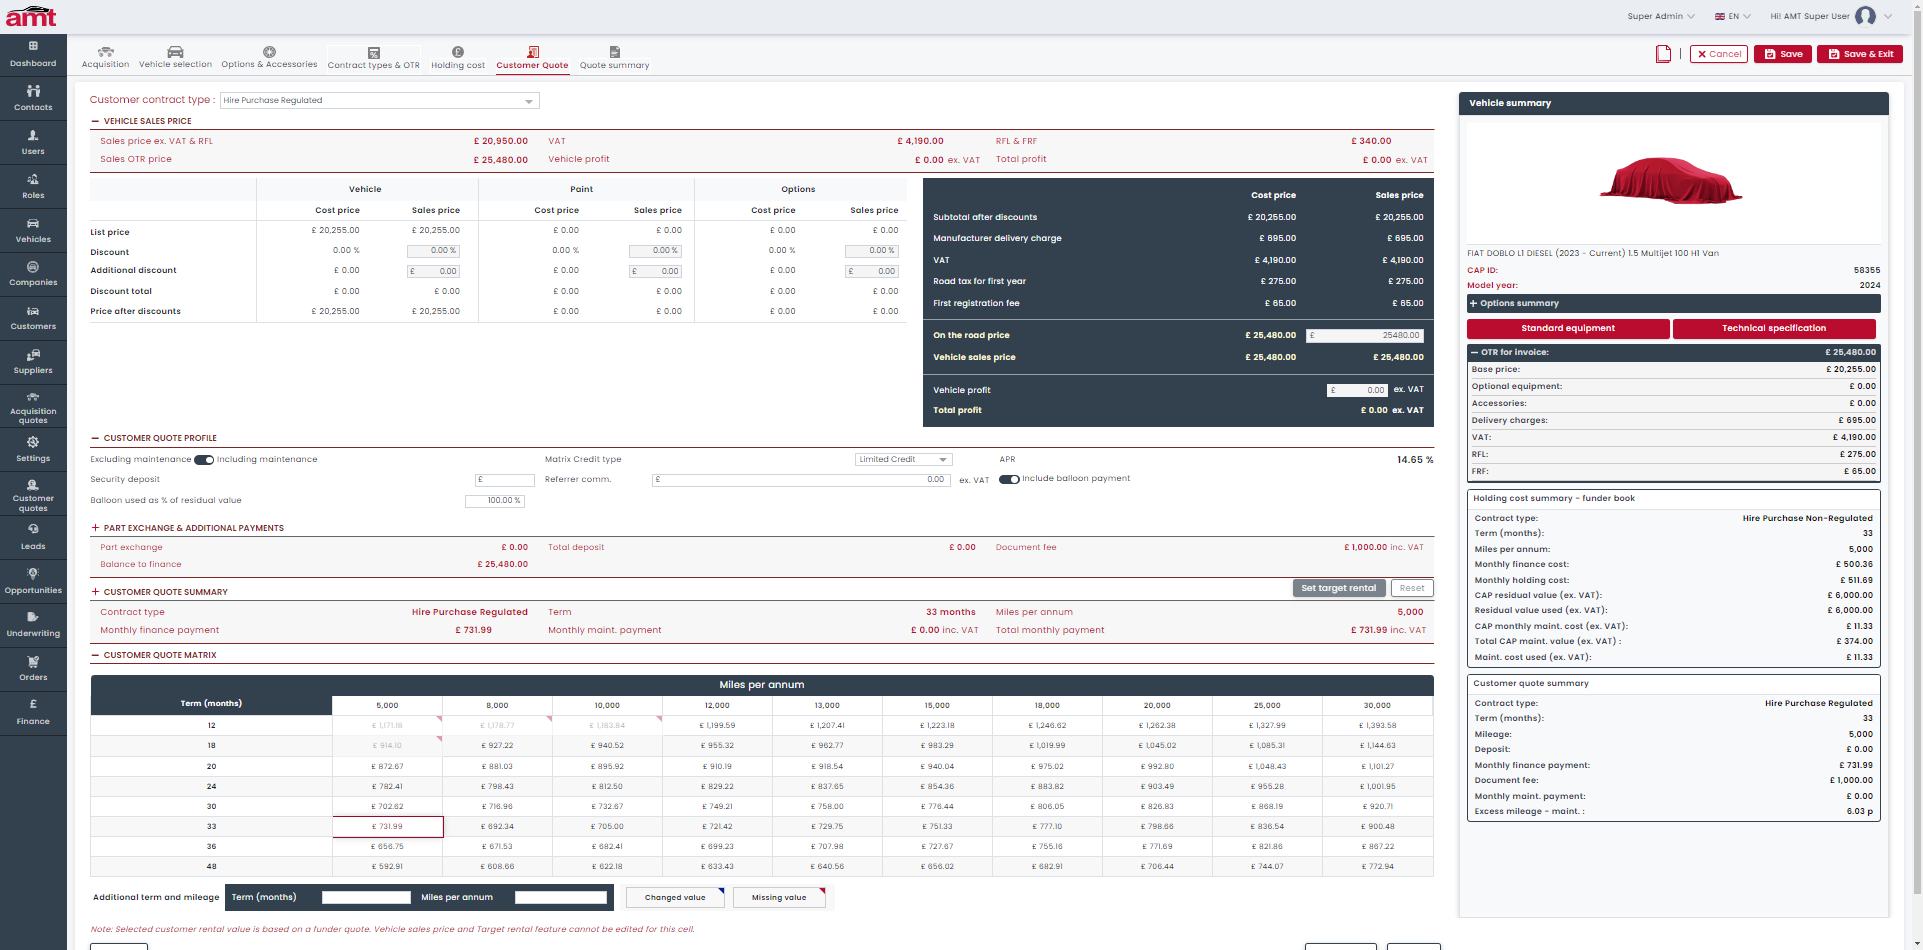 amt
Super Admin EN Hi! AMT Super User
Dashboard
Contacts
Users
Roles
Vehicles
Companies
Customers
Suppliers
Acquisition quotes
Settings
Customer quotes
Leads
Opportunities
Underwriting
Orders
Finance
Acquisition Vehicle selection Options & Accessories Contract types & OTR Holding cost Customer Quote Quote summary
Cancel Save Save & Exit
Customer contract type : Hire Purchase Regulated
VEHICLE SALES PRICE
Sales price ex. VAT & RFL £ 20,950.00 VAT £ 4,190.00 RFL & FRF £ 340.00
Sales OTR price £ 25,480.00 Vehicle profit £ 0.00 ex. VAT Total profit £ 0.00 ex. VAT
Vehicle Paint Options
Cost price Sales price Cost price Sales price Cost price Sales price
List price £ 20,255.00 £ 20,255.00 £ 0.00 £ 0.00 £ 0.00 £ 0.00
Discount 0.00 % 0.00 % 0.00 % 0.00 % 0.00 % 0.00 %
Additional discount £ 0.00 £ 0.00 £ 0.00 £ 0.00 £ 0.00 £ 0.00
Discount total £ 0.00 £ 0.00 £ 0.00 £ 0.00 £ 0.00 £ 0.00
Price after discounts £ 20,255.00 £ 20,255.00 £ 0.00 £ 0.00 £ 0.00 £ 0.00
Cost price Sales price
Subtotal after discounts £ 20,255.00 £ 20,255.00
Manufacturer delivery charge £ 695.00 £ 695.00
VAT £ 4,190.00 £ 4,190.00
Road tax for first year £ 275.00 £ 275.00
First registration fee £ 65.00 £ 65.00
On the road price £ 25,480.00 £ 25480.00
Vehicle sales price £ 25,480.00 £ 25,480.00
Vehicle profit £ 0.00 ex. VAT
Total profit £ 0.00 ex. VAT
CUSTOMER QUOTE PROFILE
Excluding maintenance Including maintenance Matrix Credit type Limited Credit APR 14.65 %
Security deposit £ Referrer comm. £ 0.00 ex. VAT Include balloon payment
Balloon used as % of residual value 100.00 %
PART EXCHANGE & ADDITIONAL PAYMENTS
Part exchange £ 0.00 Total deposit £ 0.00 Document fee £ 1,000.00 inc. VAT
Balance to finance £ 25,480.00
CUSTOMER QUOTE SUMMARY Set target rental Reset
Contract type Hire Purchase Regulated Term 33 months Miles per annum 5,000
Monthly finance payment £ 731.99 Monthly maint. payment £ 0.00 inc. VAT Total monthly payment £ 731.99 inc. VAT
CUSTOMER QUOTE MATRIX
Miles per annum
Term (months) 5,000 8,000 10,000 12,000 13,000 15,000 18,000 20,000 25,000 30,000
12 £ 1,171.18 £ 1,178.77 £ 1,183.84 £ 1,199.59 £ 1,207.41 £ 1,223.18 £ 1,246.62 £ 1,262.38 £ 1,327.99 £ 1,393.58
18 £ 914.10 £ 927.22 £ 940.52 £ 955.32 £ 962.77 £ 983.29 £ 1,019.99 £ 1,045.02 £ 1,085.31 £ 1,144.63
20 £ 872.67 £ 881.03 £ 895.92 £ 910.19 £ 918.54 £ 940.04 £ 975.02 £ 992.80 £ 1,048.43 £ 1,101.27
24 £ 782.41 £ 798.43 £ 812.50 £ 829.22 £ 837.65 £ 854.36 £ 883.82 £ 903.49 £ 955.28 £ 1,001.95
30 £ 702.62 £ 716.96 £ 732.67 £ 749.21 £ 758.00 £ 776.44 £ 806.05 £ 826.83 £ 868.19 £ 920.71
33 £ 731.99 £ 692.34 £ 705.00 £ 721.42 £ 729.75 £ 751.33 £ 777.10 £ 798.66 £ 836.54 £ 900.48
36 £ 656.75 £ 671.53 £ 682.41 £ 699.23 £ 707.98 £ 727.67 £ 755.16 £ 771.69 £ 821.86 £ 867.22
48 £ 592.91 £ 608.66 £ 622.18 £ 633.43 £ 640.56 £ 656.02 £ 682.91 £ 706.44 £ 744.07 £ 772.94
Additional term and mileage Term (months) Miles per annum Changed value Missing value
Note: Selected customer rental value is based on a funder quote. Vehicle sales price and Target rental feature cannot be edited for this cell.
Vehicle summary
FIAT DOBLO L1 DIESEL (2023 - Current) 1.5 Multijet 100 H1 Van
CAP ID: 58355
Model year: 2024
Options summary
Standard equipment Technical specification
OTR for invoice: £ 25,480.00
Base price: £ 20,255.00
Optional equipment: £ 0.00
Accessories: £ 0.00
Delivery charges: £ 695.00
VAT: £ 4,190.00
RFL: £ 275.00
FRF: £ 65.00
Holding cost summary - funder book
Contract type: Hire Purchase Non-Regulated
Term (months): 33
Miles per annum: 5,000
Monthly finance cost: £ 500.36
Monthly holding cost: £ 511.69
CAP residual value (ex. VAT): £ 6,000.00
Residual value used (ex. VAT): £ 6,000.00
CAP monthly maint. cost (ex. VAT): £ 11.33
Total CAP maint. value (ex. VAT) : £ 374.00
Maint. cost used (ex. VAT): £ 11.33
Customer quote summary
Contract type: Hire Purchase Regulated
Term (months): 33
Mileage: 5,000
Deposit: £ 0.00
Monthly finance payment: £ 731.99
Document fee: £ 1,000.00
Monthly maint. payment: £ 0.00
Excess mileage - maint. : 6.03 p